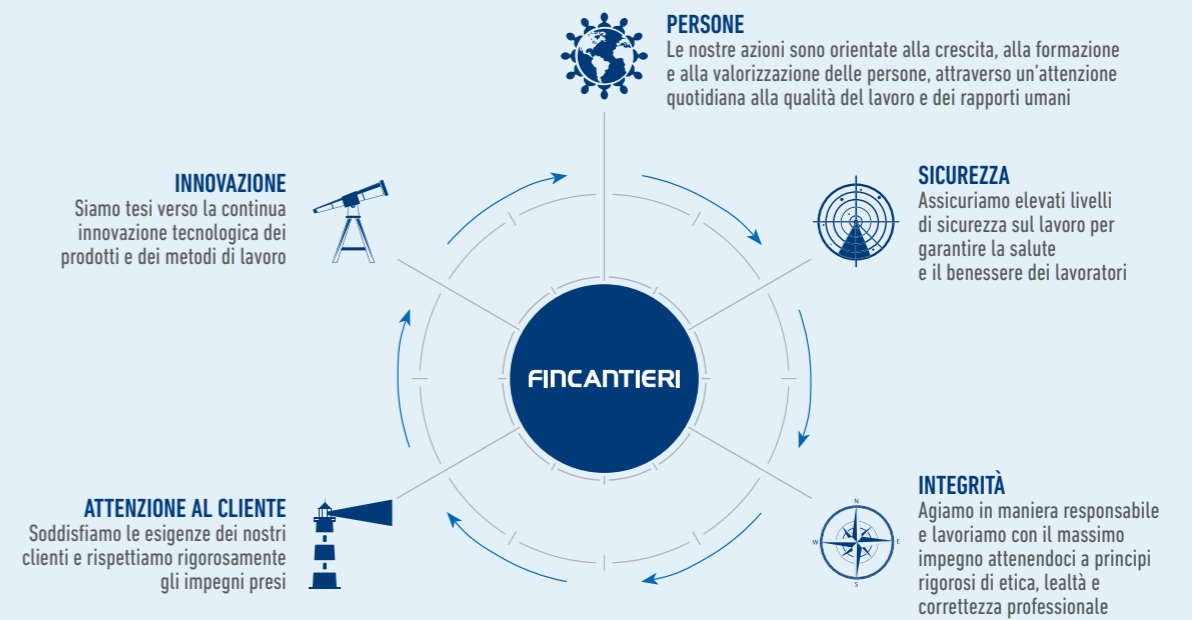 PERSONE
Le nostre azioni sono orientate alla crescita, alla formazione
e alla valorizzazione delle persone, attraverso un'attenzione
quotidiana alla qualità del lavoro e dei rapporti umani
SICUREZZA
Assicuriamo elevati livelli
di sicurezza sul lavoro per
garantire la salute
e il benessere dei lavoratori
INTEGRITÀ
Agiamo in maniera responsabile
e lavoriamo con il massimo
impegno attenendoci a principi
rigorosi di etica, lealtà e
correttezza professionale
N
W
E
S
ATTENZIONE AL CLIENTE
Soddisfiamo le esigenze dei nostri
clienti e rispettiamo rigorosamente
gli impegni presi
INNOVAZIONE
Siamo tesi verso la continua
innovazione tecnologica dei
prodotti e dei metodi di lavoro
FINCANTIERI